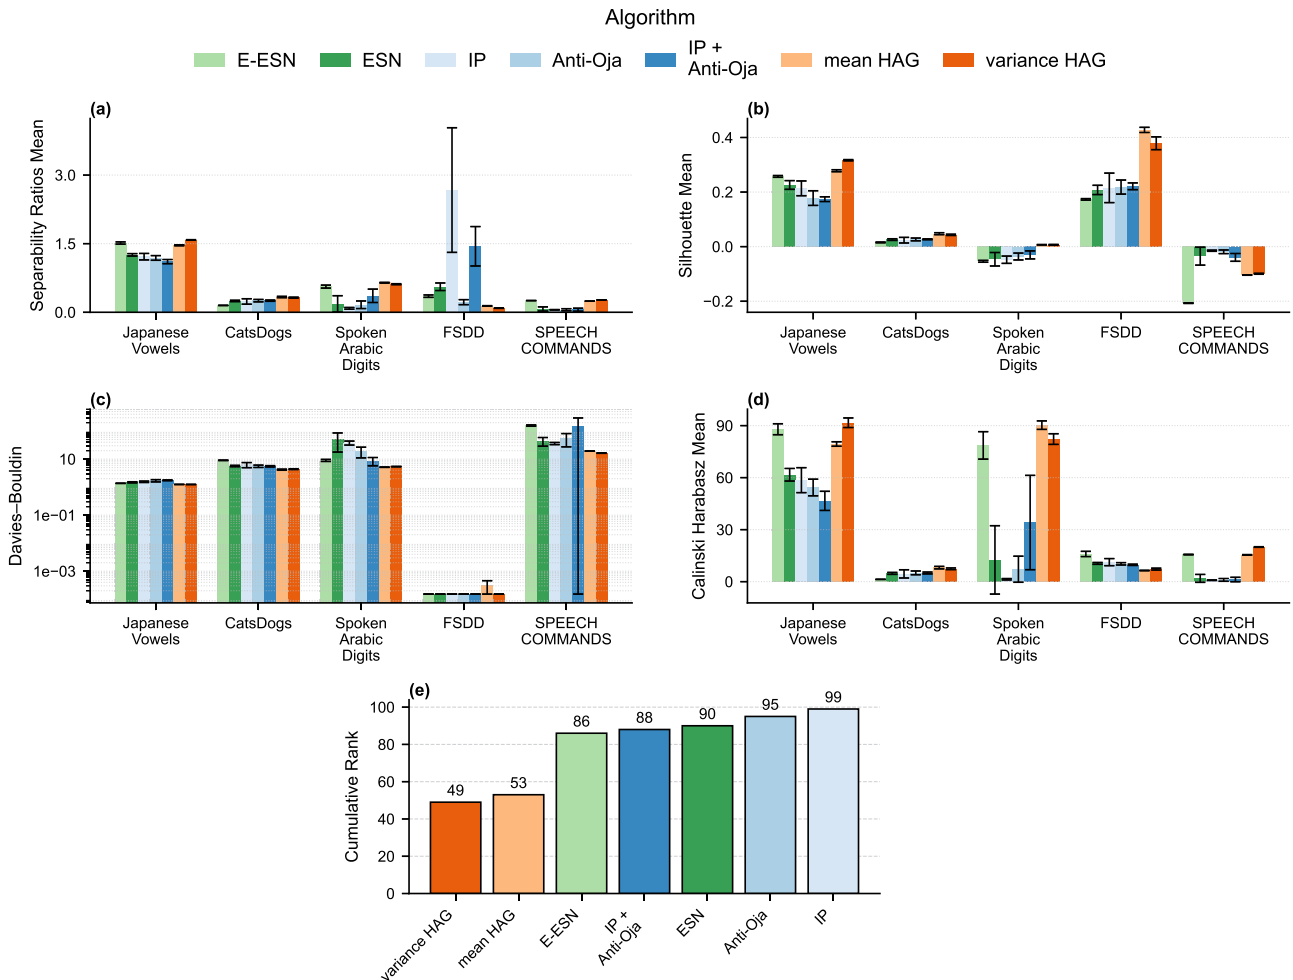 Algorithm
E-ESN
ESN
IP
Anti-Oja
IP +
Anti-Oja
mean HAG
variance HAG
(a)
Separability Ratios Mean
3.0
1.5
0.0
Japanese
Vowels
CatsDogs
Spoken
Arabic
Digits
FSDD
SPEECH
COMMANDS
(b)
Silhouette Mean
0.4
0.2
0.0
−0.2
Japanese
Vowels
CatsDogs
Spoken
Arabic
Digits
FSDD
SPEECH
COMMANDS
(c)
Davies–Bouldin
10
1e−01
1e−03
Japanese
Vowels
CatsDogs
Spoken
Arabic
Digits
FSDD
SPEECH
COMMANDS
(d)
Calinski Harabasz Mean
90
60
30
0
Japanese
Vowels
CatsDogs
Spoken
Arabic
Digits
FSDD
SPEECH
COMMANDS
(e)
Cumulative Rank
100
80
60
40
20
0
49
53
86
88
90
95
99
variance HAG
mean HAG
E-ESN
IP +
Anti-Oja
ESN
Anti-Oja
IP